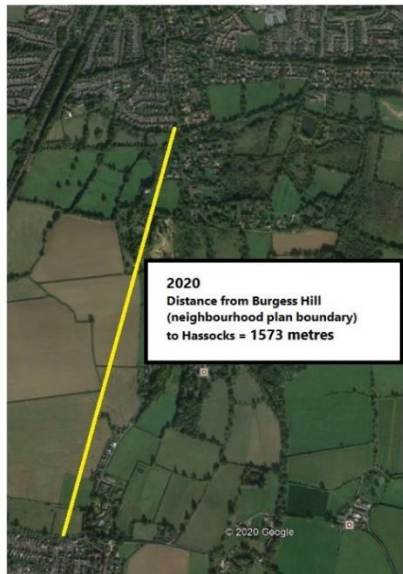 2020
Distance from Burgess Hill
(neighbourhood plan boundary)
to Hassocks = 1573 metres
© 2020 Google